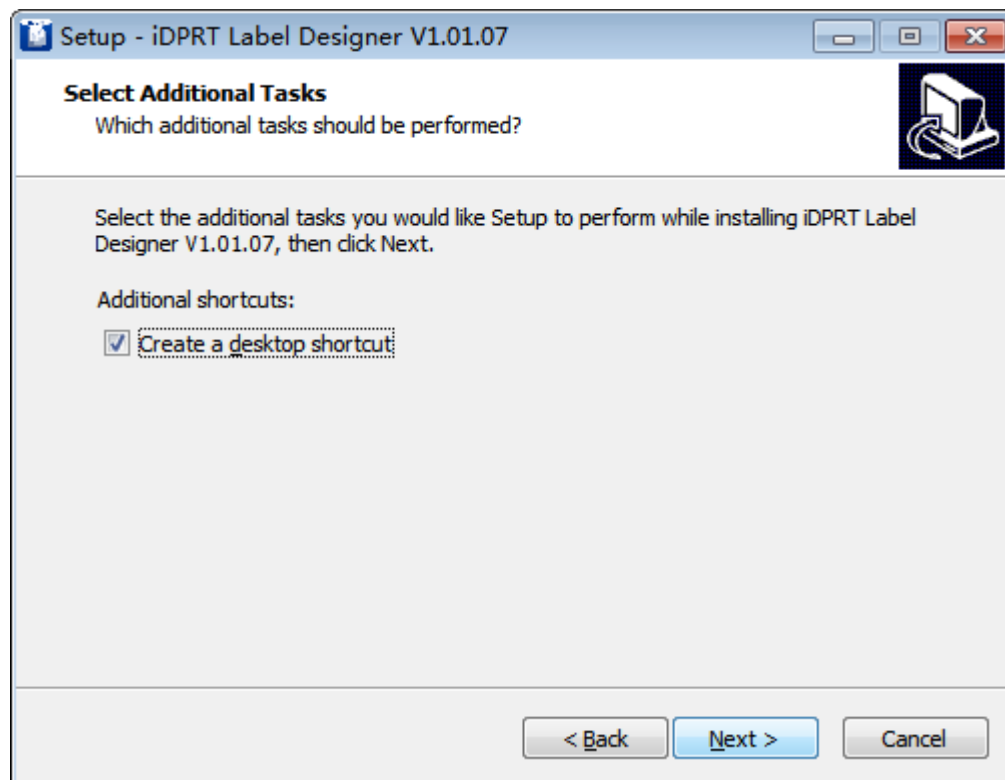 Setup - iDPRT Label Designer V1.01.07
Select Additional Tasks
Which additional tasks should be performed?
Select the additional tasks you would like Setup to perform while installing iDPRT Label
Designer V1.01.07, then click Next.
Additional shortcuts:
Create a desktop shortcut
< Back
Next >
Cancel